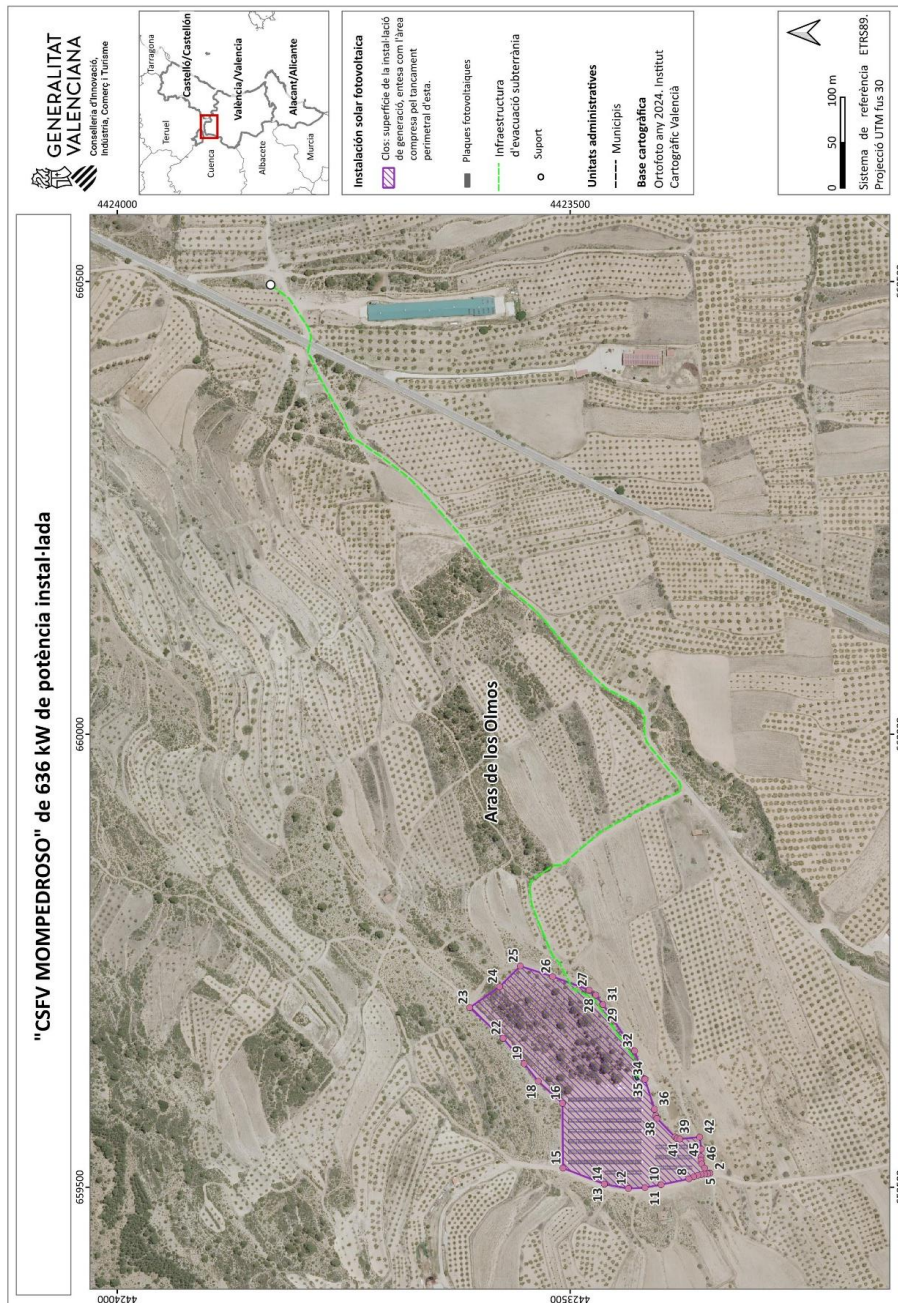 "CSFV MOMPEDROSO" de 636 kW de potència instal·lada
GENERALITAT
VALENCIANA
Conselleria d'Innovació,
Indústria, Comerç i Turisme
Tarragona
Teruel
Castelló/Castellón
Cuenca
València/Valencia
Albacete
Alacant/Alicante
Murcia
Instalación solar fotovoltaica
Clos: superfície de la instal·lació
de generació, entesa com l'àrea
compresa pel tancament
perimetral d'esta.
Plaques fotovoltaiques
Infraestructura
d'evacuació subterrània
Suport
Unitats administratives
Municipis
Base cartogràfica
Ortofoto any 2024. Institut
Cartogràfic Valencià
0 50 100 m
Sistema de referència ETRS89.
Projecció UTM fus 30
659500
660000
660500
4424000
4423500
4424000
4423500
Aras de los Olmos
23
24
25
22
19
26
18
27
28
31
16
29
15
32
34
35
14
13
36
12
38
11
39
10
41
42
8
45
46
5
2